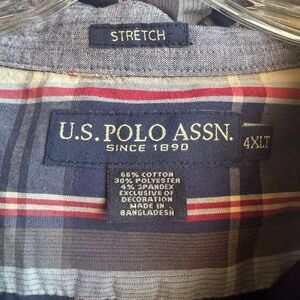 STRETCH
U.S. POLO ASSN.
SINCE 1890
4XLT
66% COTTON
30% POLYESTER
4% SPANDEX
EXCLUSIVE OF
DECORATION
MADE IN
BANGLADESH